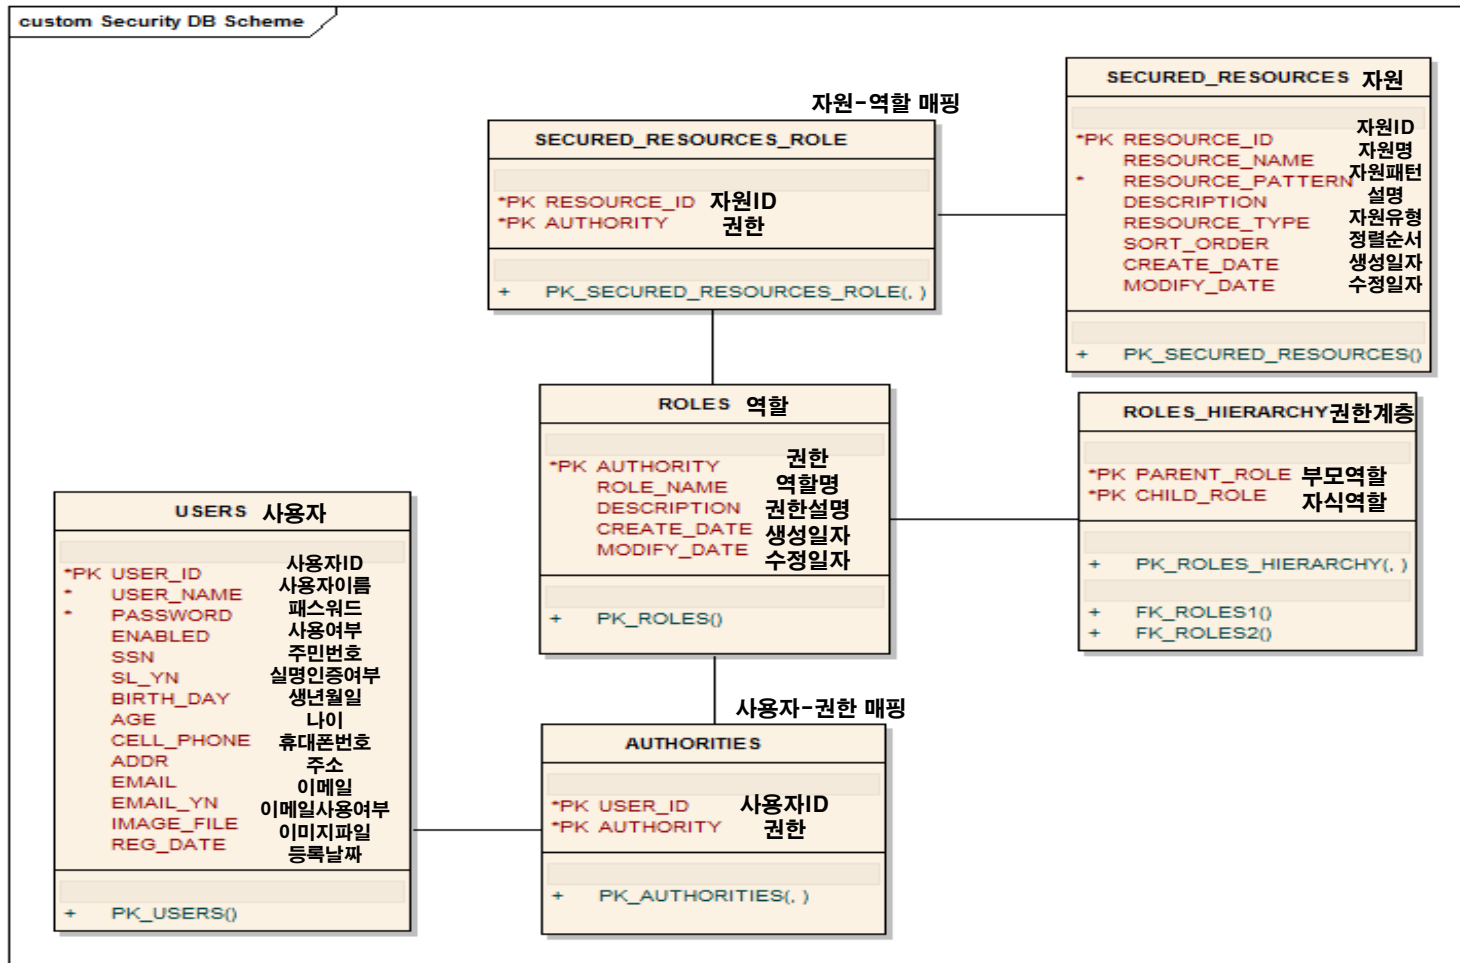 custom Security DB Scheme
자원-역할 매핑
SECURED_RESOURCES_ROLE
*PK RESOURCE_ID 자원ID
*PK AUTHORITY 권한
+ PK_SECURED_RESOURCES_ROLE(, )
SECURED_RESOURCES 자원
*PK RESOURCE_ID 자원ID
RESOURCE_NAME 자원명
* RESOURCE_PATTERN 자원패턴
DESCRIPTION 설명
RESOURCE_TYPE 자원유형
SORT_ORDER 정렬순서
CREATE_DATE 생성일자
MODIFY_DATE 수정일자
+ PK_SECURED_RESOURCES()
ROLES 역할
*PK AUTHORITY 권한
ROLE_NAME 역할명
DESCRIPTION 권한설명
CREATE_DATE 생성일자
MODIFY_DATE 수정일자
+ PK_ROLES()
ROLES_HIERARCHY 권한계층
*PK PARENT_ROLE 부모역할
*PK CHILD_ROLE 자식역할
+ PK_ROLES_HIERARCHY(, )
+ FK_ROLES1()
+ FK_ROLES2()
USERS 사용자
*PK USER_ID 사용자ID
* USER_NAME 사용자이름
* PASSWORD 패스워드
ENABLED 사용여부
SSN 주민번호
SL_YN 실명인증여부
BIRTH_DAY 생년월일
AGE 나이
CELL_PHONE 휴대폰번호
ADDR 주소
EMAIL 이메일
EMAIL_YN 이메일사용여부
IMAGE_FILE 이미지파일
REG_DATE 등록날짜
+ PK_USERS()
사용자-권한 매핑
AUTHORITIES
*PK USER_ID 사용자ID
*PK AUTHORITY 권한
+ PK_AUTHORITIES(, )